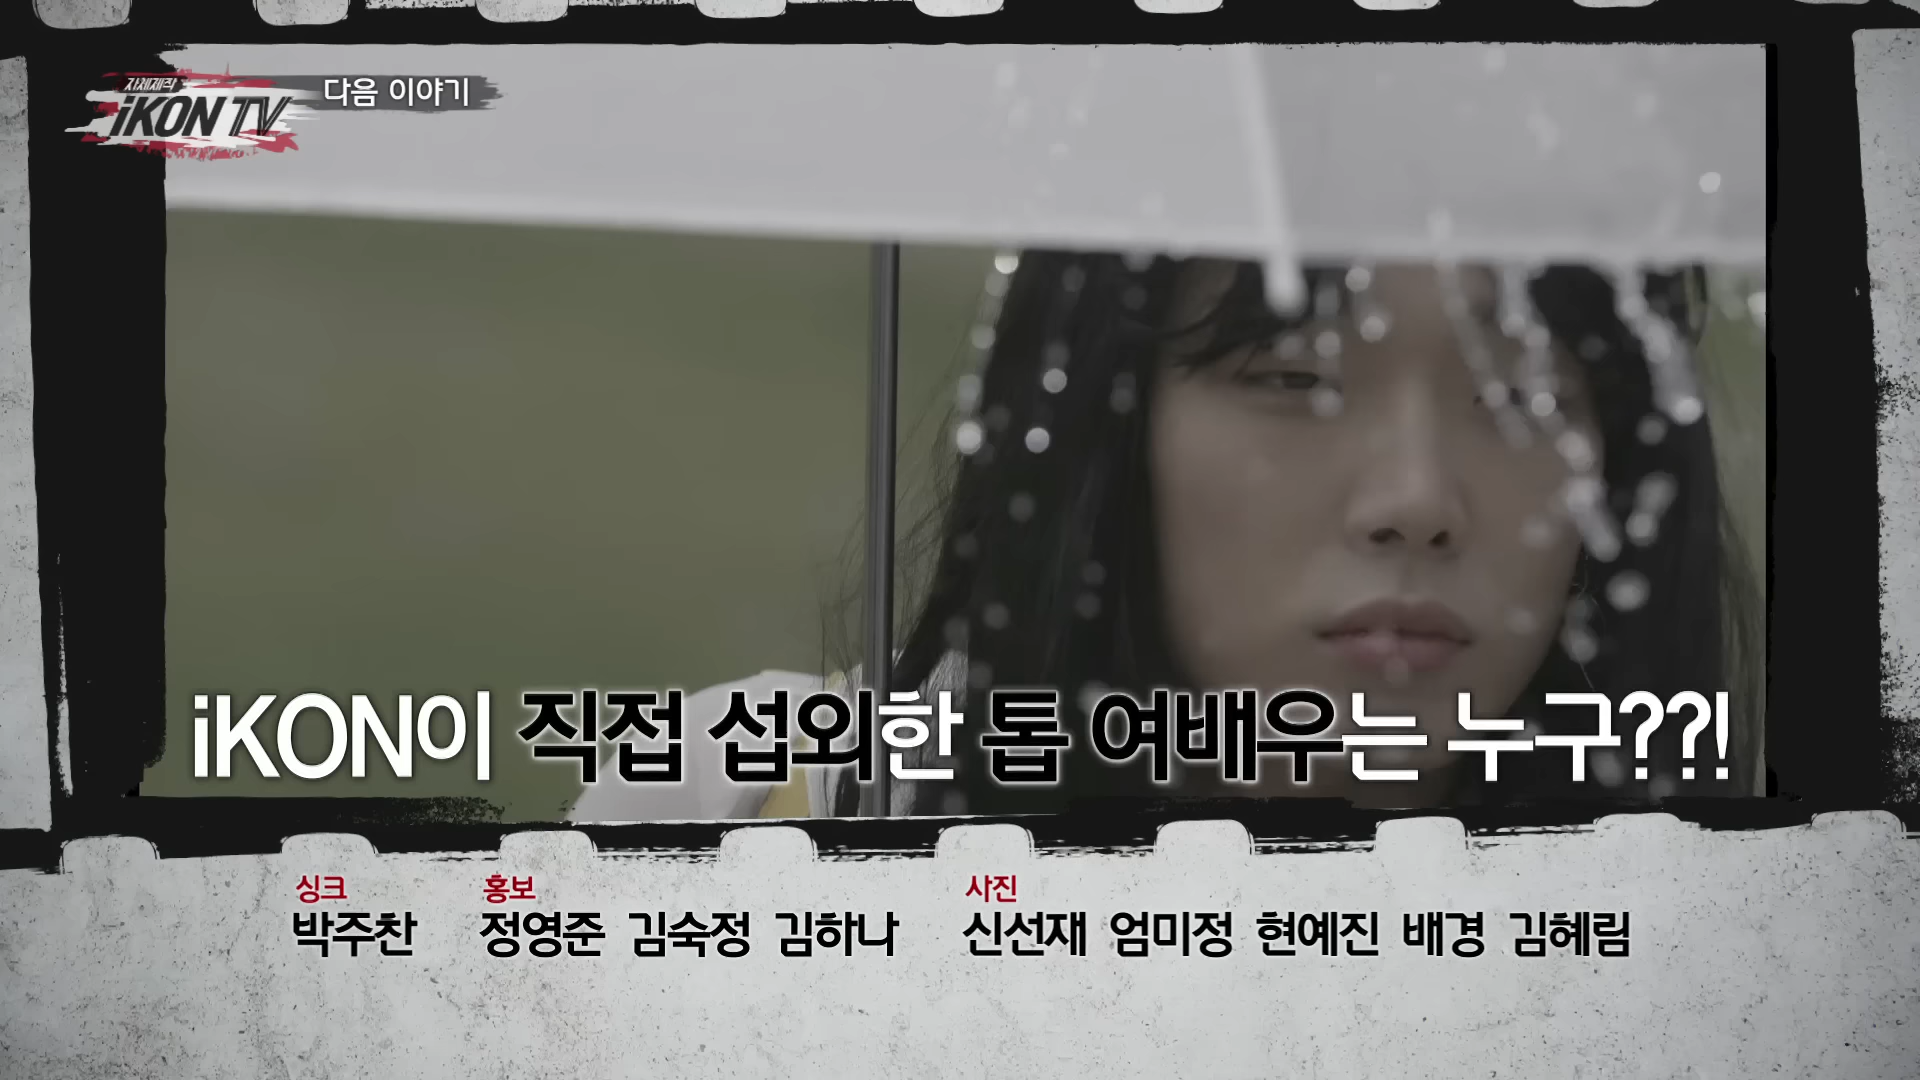 자체제작
iKON TV
다음 이야기
iKON이 직접 섭외한 톱 여배우는 누구??!
싱크 홍보 사진
박주찬 정영준 김숙정 김하나 신선재 엄미정 현예진 배경 김혜림